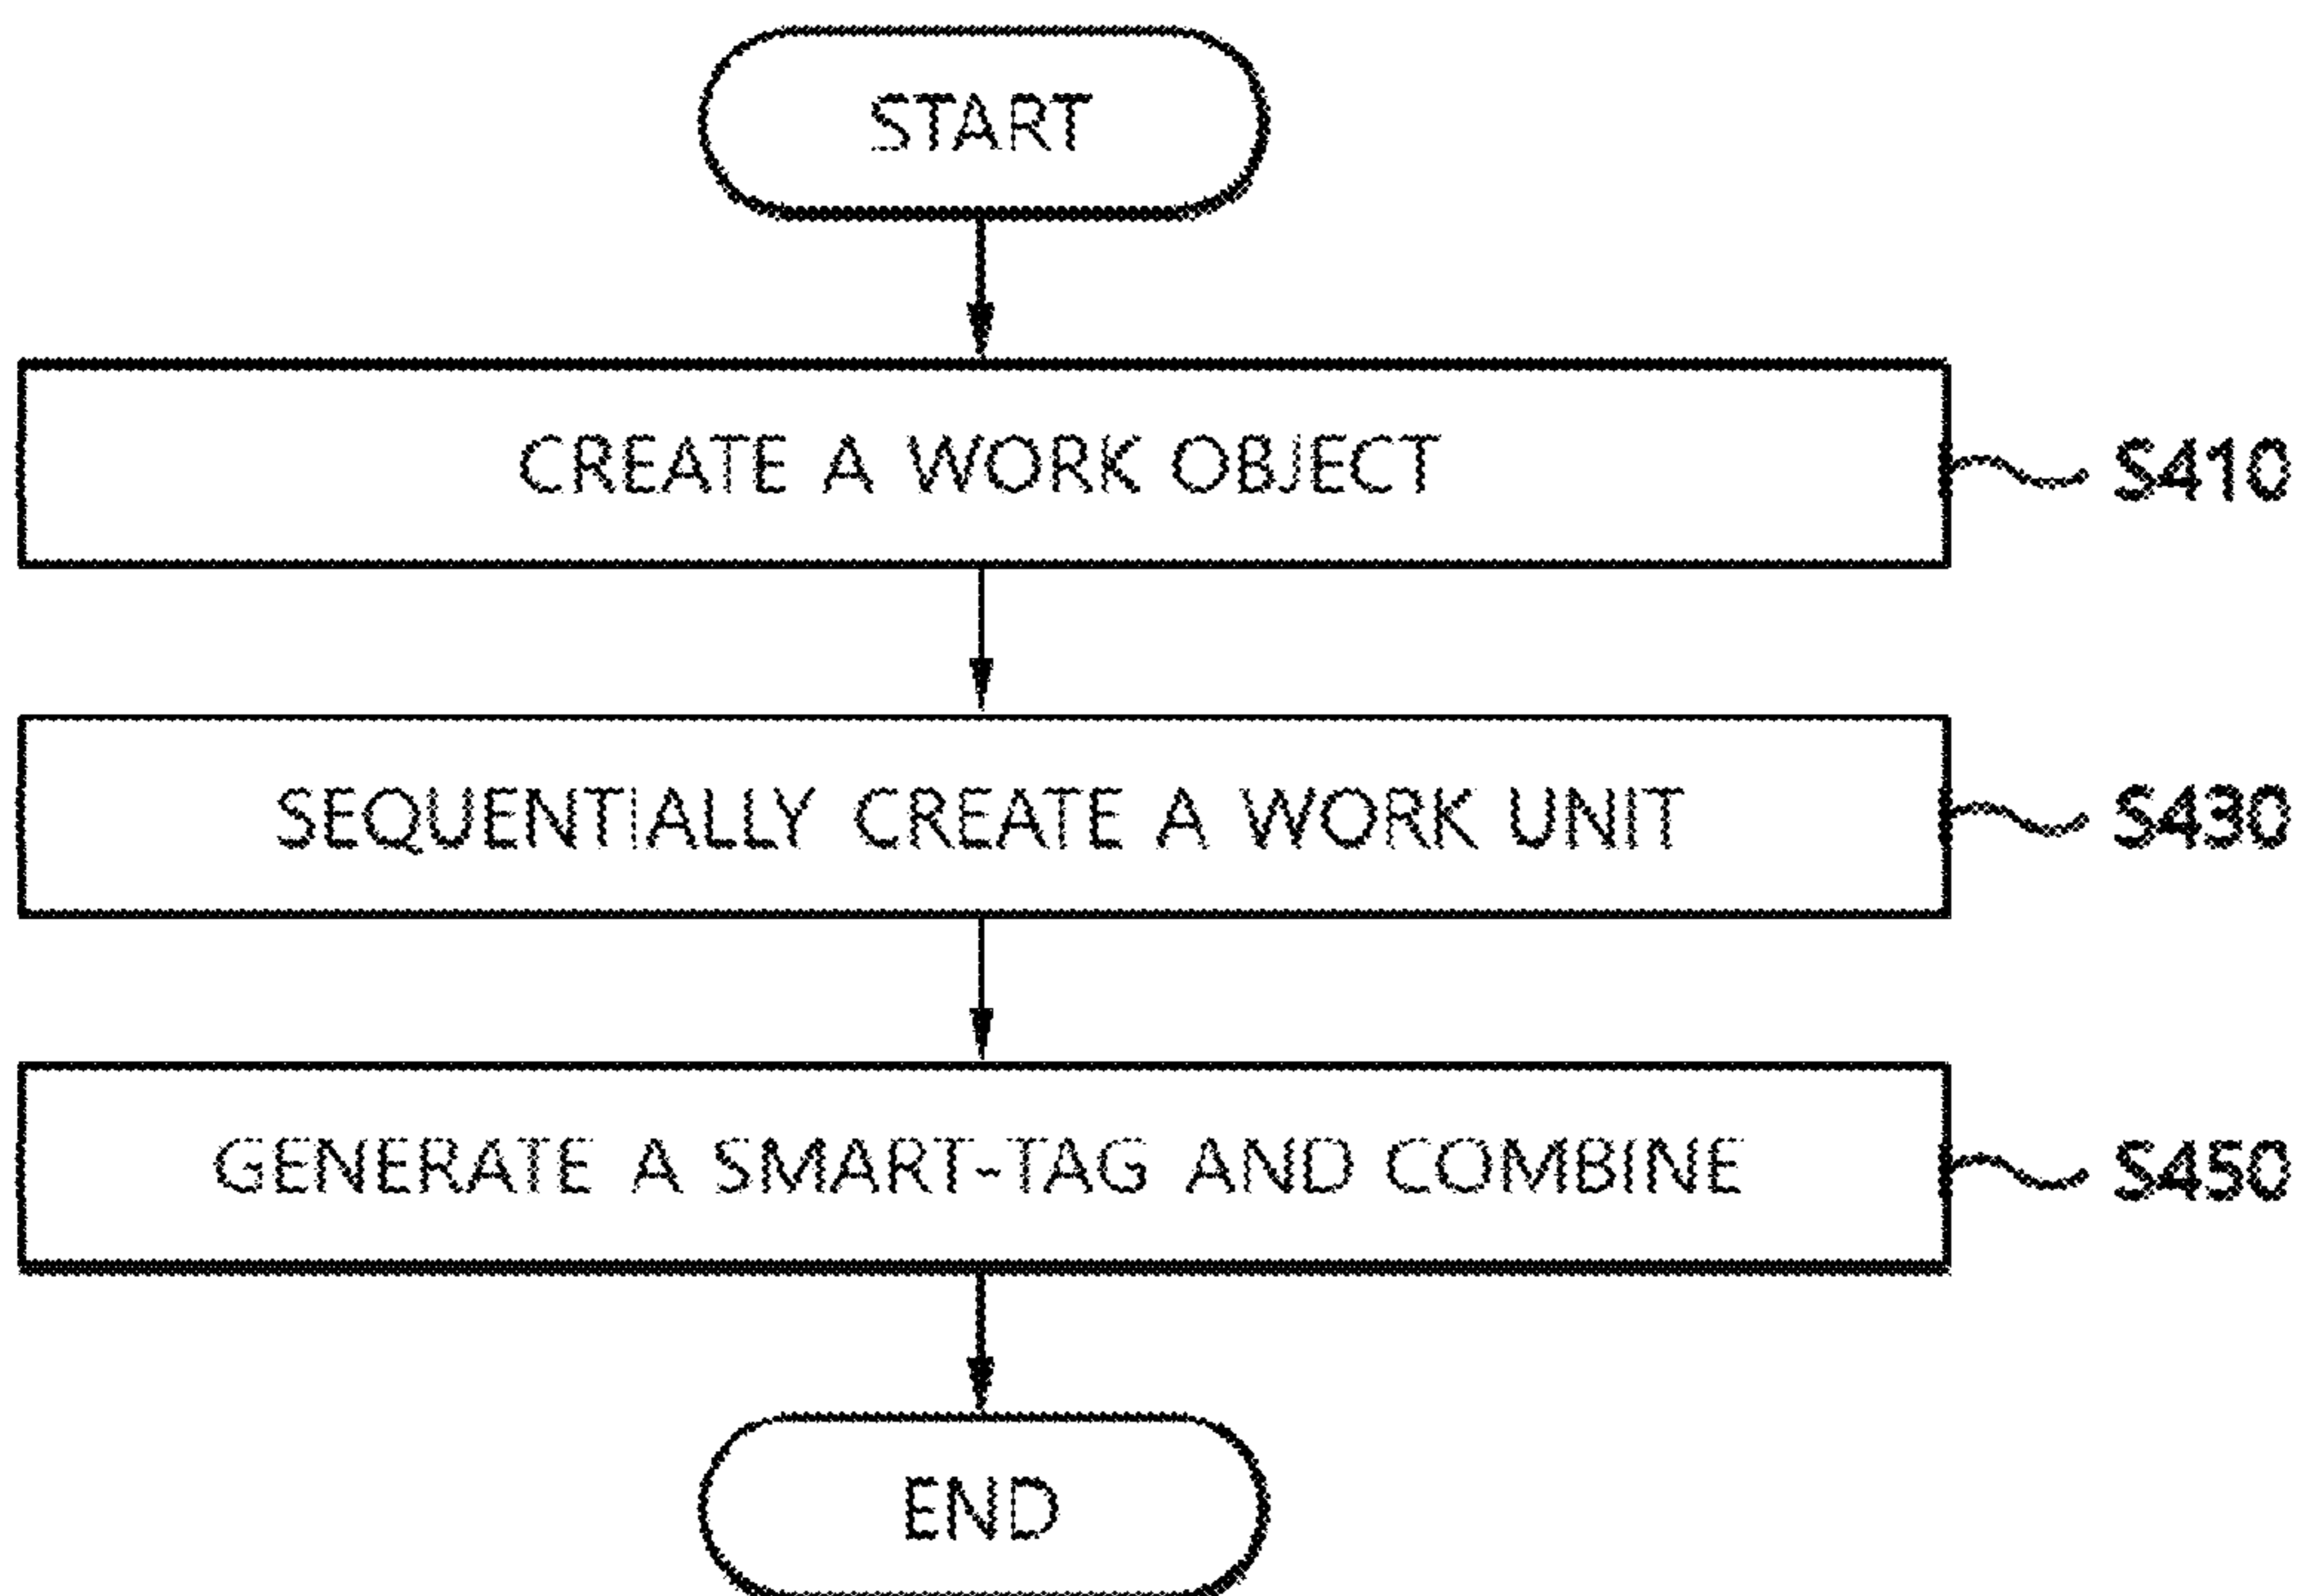 START
CREATE A WORK OBJECT
S410
SEQUENTIALLY CREATE A WORK UNIT
S430
GENERATE A SMART-TAG AND COMBINE
S450
END